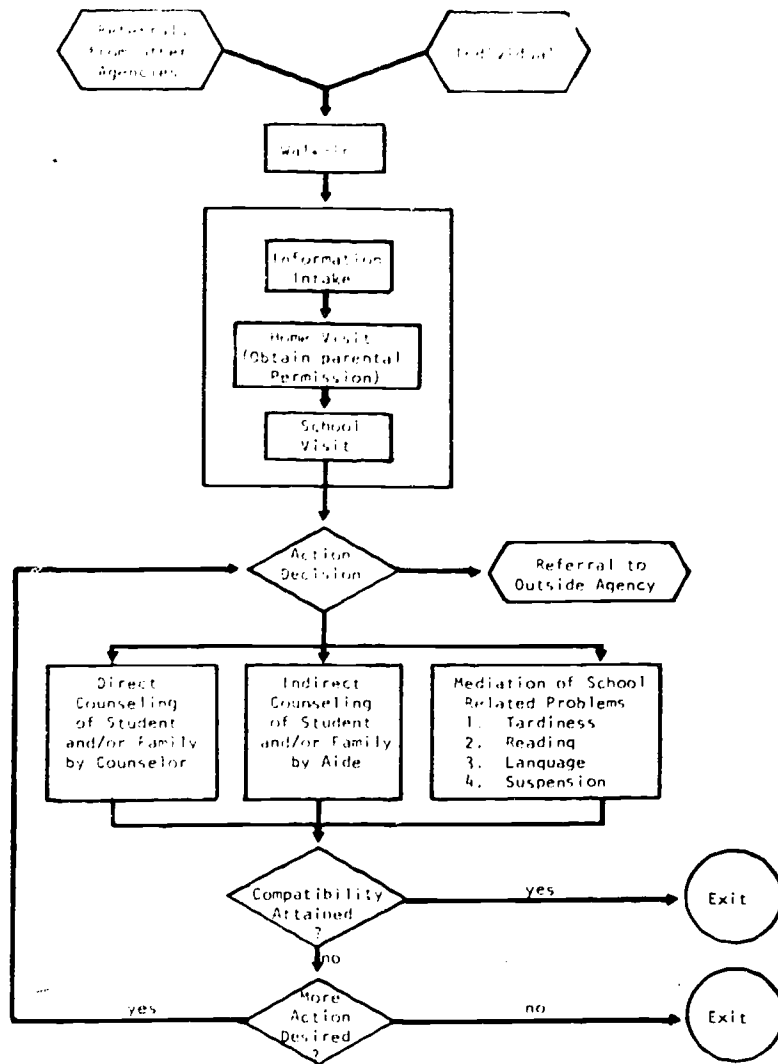 Referrals
from other
Agencies
Individual
Walk-in
Information
Intake
Home Visit
(Obtain parental
Permission)
School
Visit
Action
Decision
Referral to
Outside Agency
Direct
Counseling
of Student
and/or Family
by Counselor
Indirect
Counseling
of Student
and/or Family
by Aide
Mediation of School
Related Problems
1. Tardiness
2. Reading
3. Language
4. Suspension
Compatibility
Attained
?
yes
Exit
no
More
Action
Desired
?
yes
no
Exit